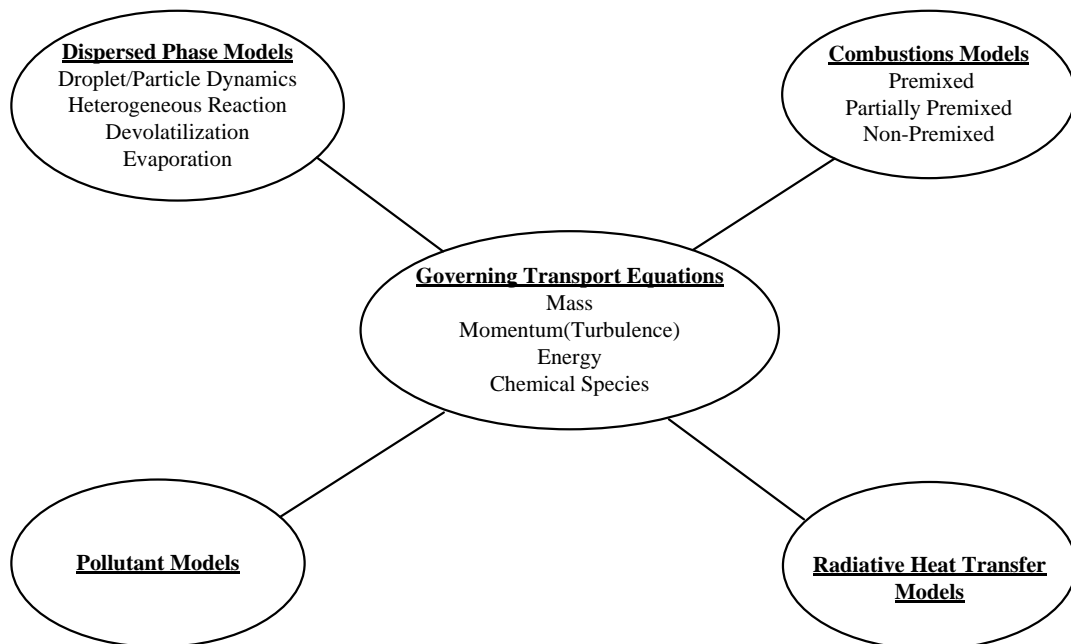 Dispersed Phase Models
Droplet/Particle Dynamics
Heterogeneous Reaction
Devolatilization
Evaporation
Combustions Models
Premixed
Partially Premixed
Non-Premixed
Governing Transport Equations
Mass
Momentum(Turbulence)
Energy
Chemical Species
Pollutant Models
Radiative Heat Transfer
Models